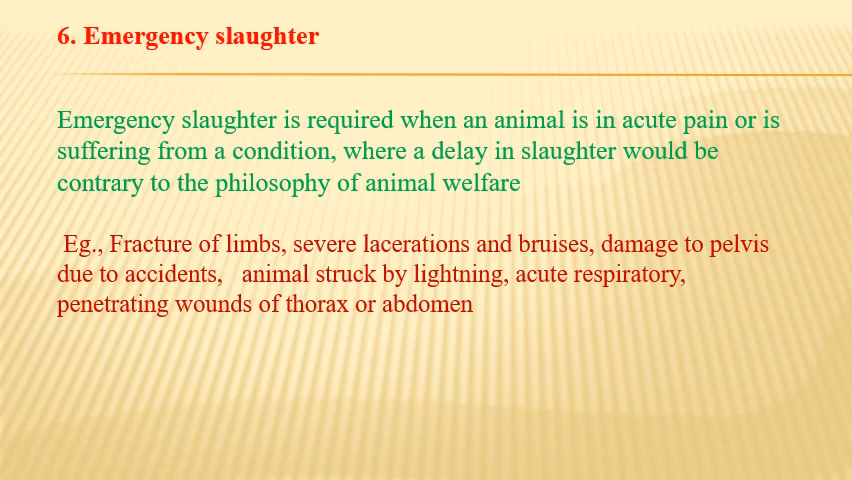 6. Emergency slaughter
Emergency slaughter is required when an animal is in acute pain or is
suffering from a condition, where a delay in slaughter would be
contrary to the philosophy of animal welfare
Eg., Fracture of limbs, severe lacerations and bruises, damage to pelvis
due to accidents,   animal struck by lightning, acute respiratory,
penetrating wounds of thorax or abdomen